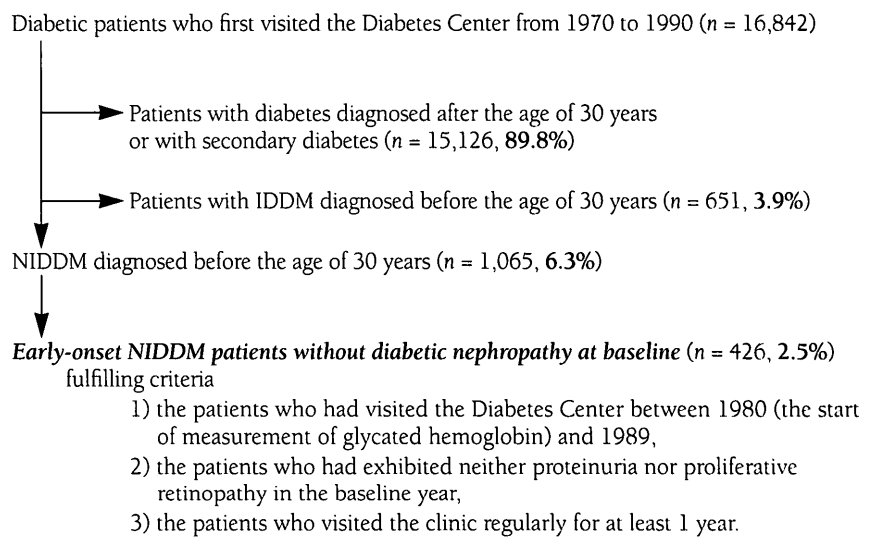 Diabetic patients who first visited the Diabetes Center from 1970 to 1990 (n = 16,842)
Patients with diabetes diagnosed after the age of 30 years
or with secondary diabetes (n = 15,126, 89.8%)
Patients with IDDM diagnosed before the age of 30 years (n = 651, 3.9%)
NIDDM diagnosed before the age of 30 years (n = 1,065, 6.3%)
Early-onset NIDDM patients without diabetic nephropathy at baseline (n = 426, 2.5%)
fulfilling criteria
1) the patients who had visited the Diabetes Center between 1980 (the start
of measurement of glycated hemoglobin) and 1989,
2) the patients who had exhibited neither proteinuria nor proliferative
retinopathy in the baseline year,
3) the patients who visited the clinic regularly for at least 1 year.